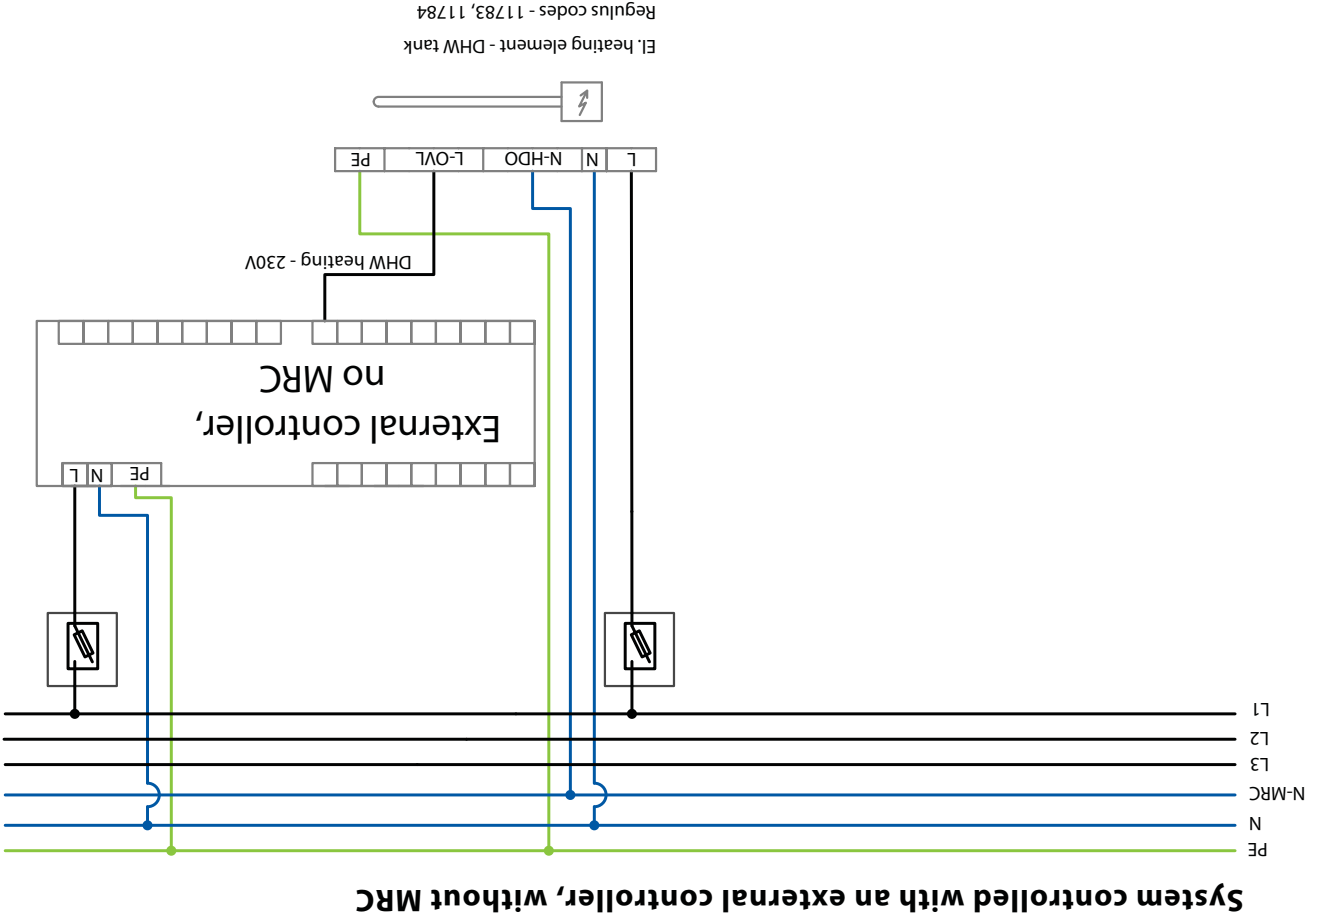 System controlled with an external controller, without MRC
PE
N
N-MRC
L3
L2
L1
PE
N
L
External controller,
no MRC
DHW heating - 230V
L
N
N-HDO
L-OVL
PE
El. heating element - DHW tank
Regulus codes - 11783, 11784